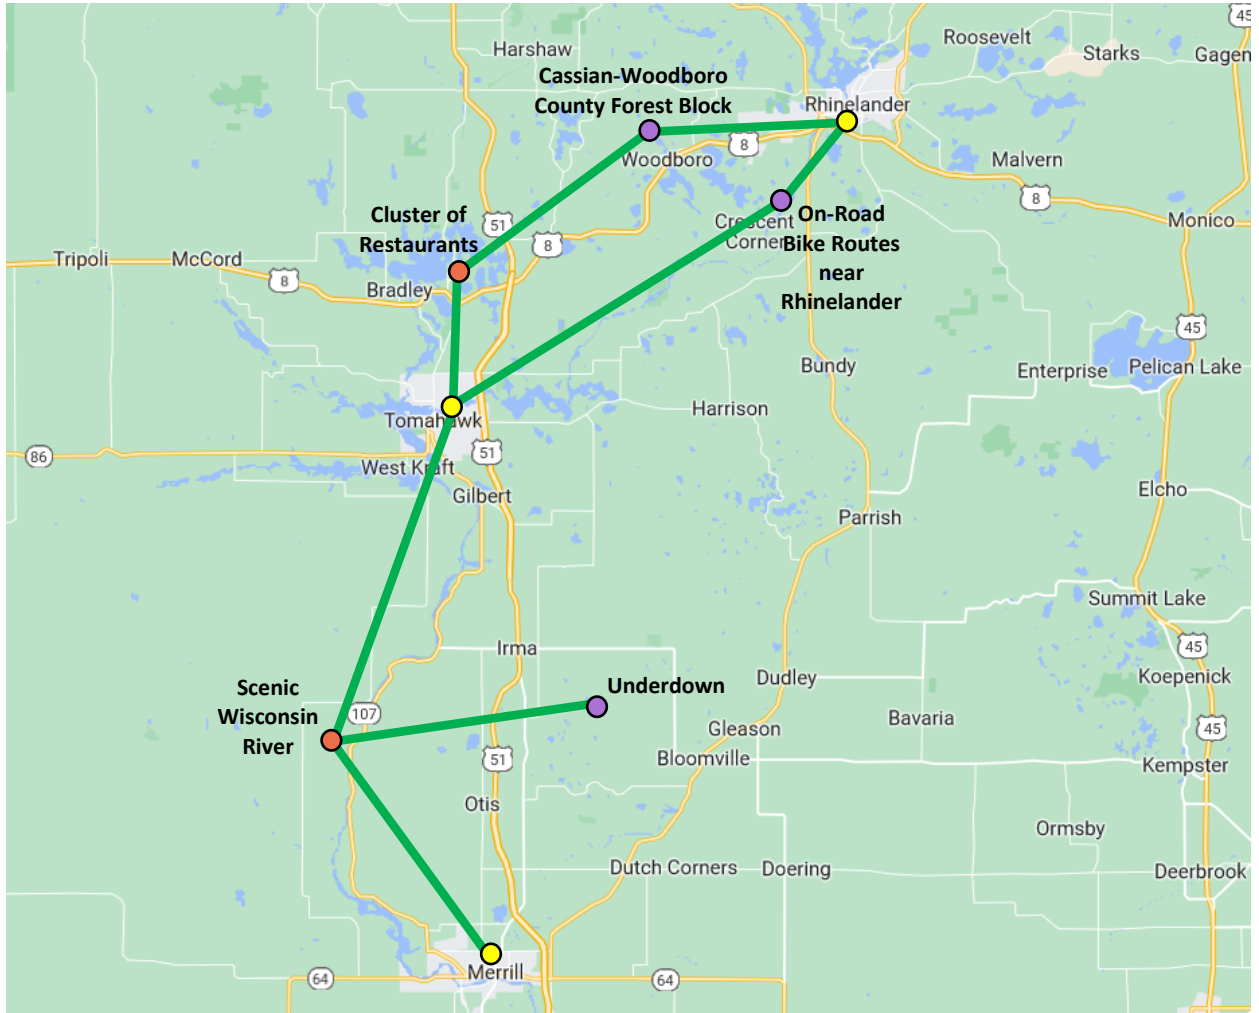 45
Roosevelt
Harshaw
Starks
Gagen
Cassian-Woodboro
County Forest Block
Rhinelander
8
Woodboro
Malvern
8
Cluster of
Restaurants
51
Crescent
Corner
On-Road
Bike Routes
near
Rhinelander
Monico
8
Tripoli
McCord
8
Bradley
45
Bundy
Enterprise
Pelican Lake
Tomahawk
Harrison
86
West Kraft
51
Gilbert
Elcho
Parrish
Summit Lake
Irma
45
Koepenick
Scenic
Wisconsin
River
107
Underdown
Dudley
Bavaria
Gleason
45
Bloomville
51
Kempster
Otis
Ormsby
Dutch Corners
Doering
Deerbrook
Merrill
64
64